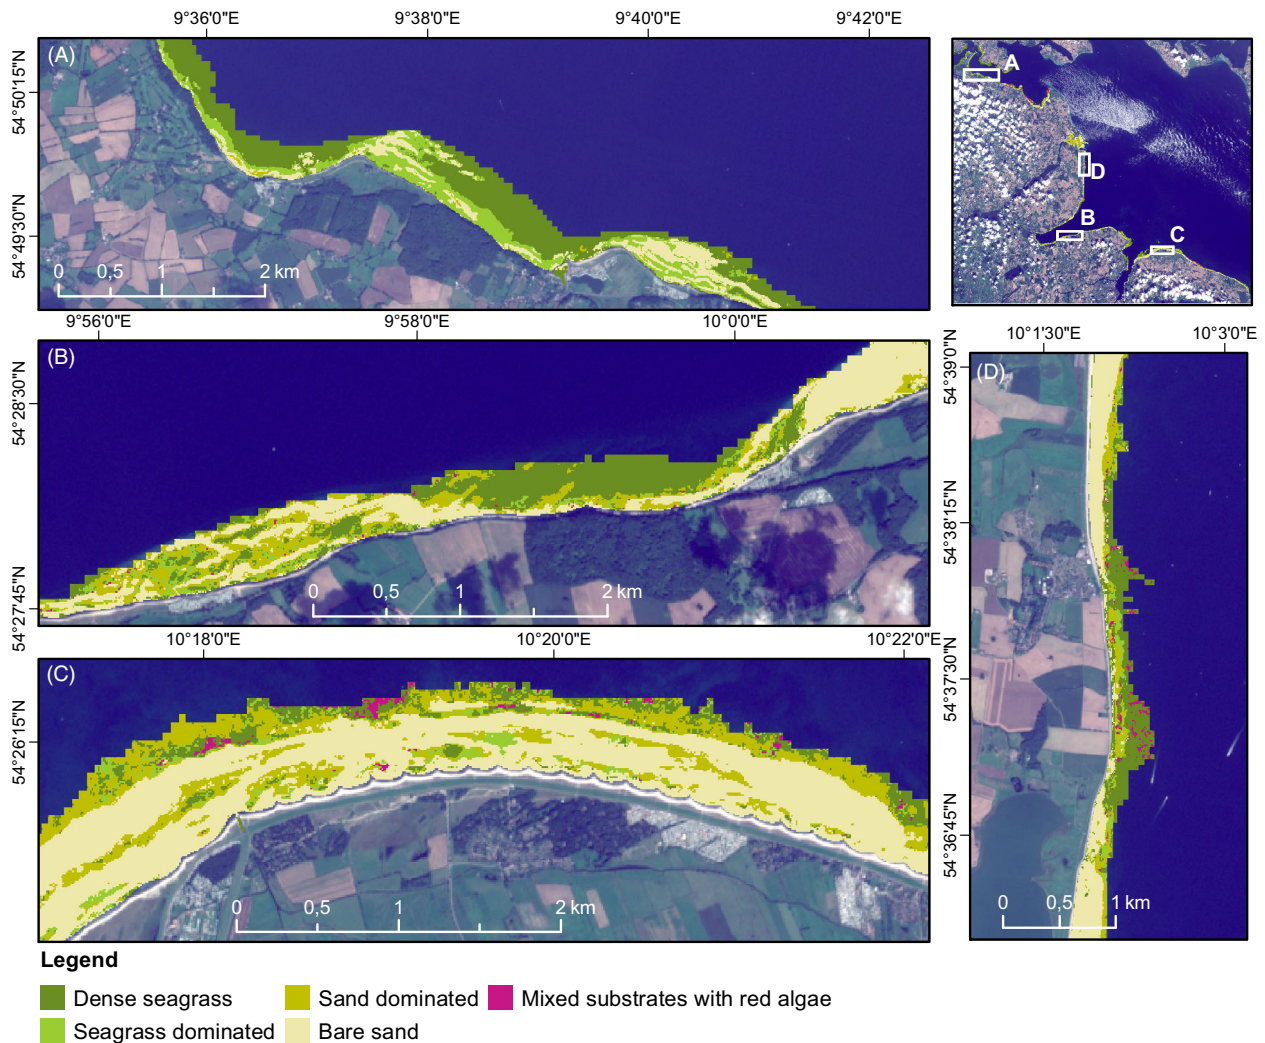 9°36'0"E 9°38'0"E 9°40'0"E 9°42'0"E
(A)
54°50'15"N
54°49'30"N
0 0,5 1 2 km
A
D
B
C
9°56'0"E 9°58'0"E 10°0'0"E
(B)
54°28'30"N
54°27'45"N
0 0,5 1 2 km
10°18'0"E 10°20'0"E 10°22'0"E
(C)
54°26'15"N
0 0,5 1 2 km
10°1'30"E 10°3'0"E
(D)
54°39'0"N
54°38'15"N
54°37'30"N
54°36'45"N
0 0,5 1 km
Legend
Dense seagrass Sand dominated Mixed substrates with red algae
Seagrass dominated Bare sand